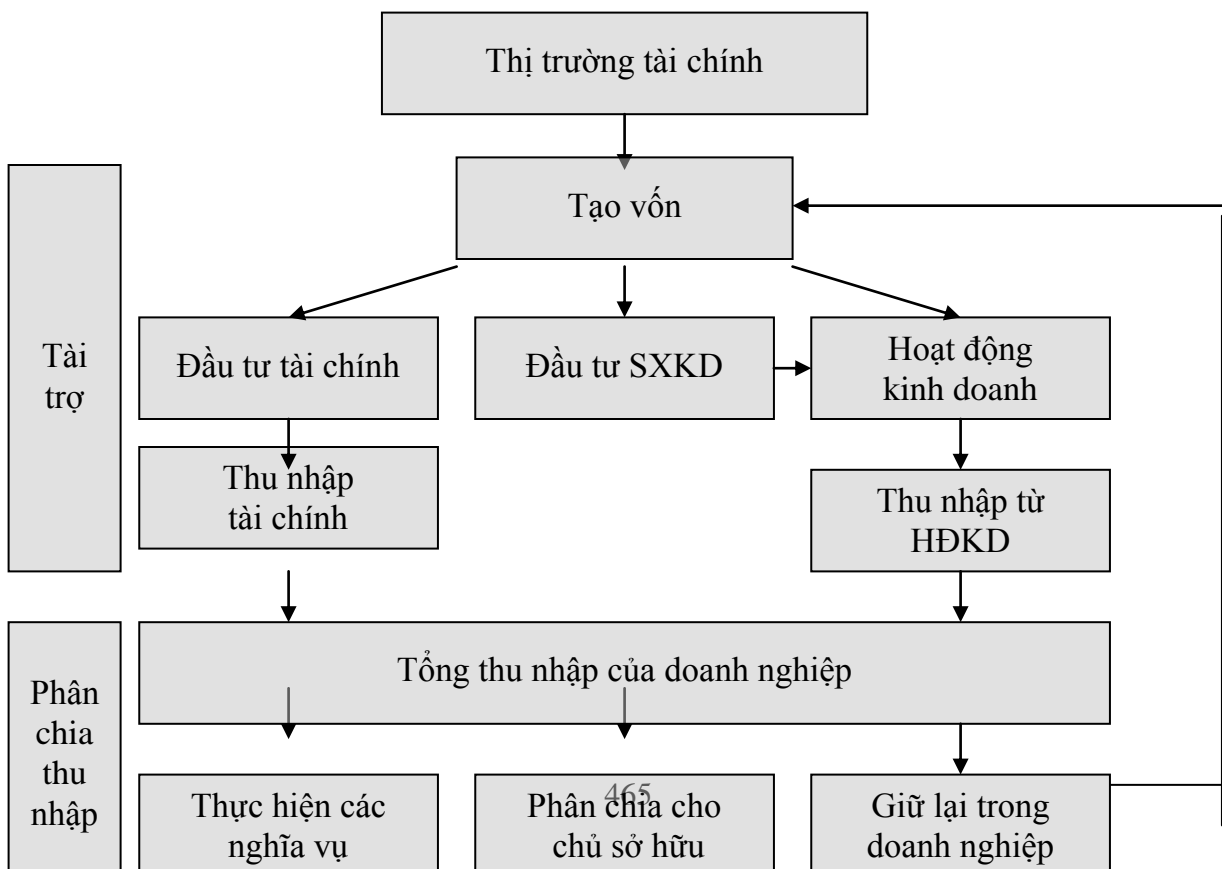 Thị trường tài chính
Tạo vốn
Tài
trợ
Đầu tư tài chính
Đầu tư SXKD
Hoạt động
kinh doanh
Thu nhập
tài chính
Thu nhập từ
HĐKD
Phân
chia
thu
nhập
Tổng thu nhập của doanh nghiệp
Thực hiện các
nghĩa vụ
465
Phân chia cho
chủ sở hữu
Giữ lại trong
doanh nghiệp